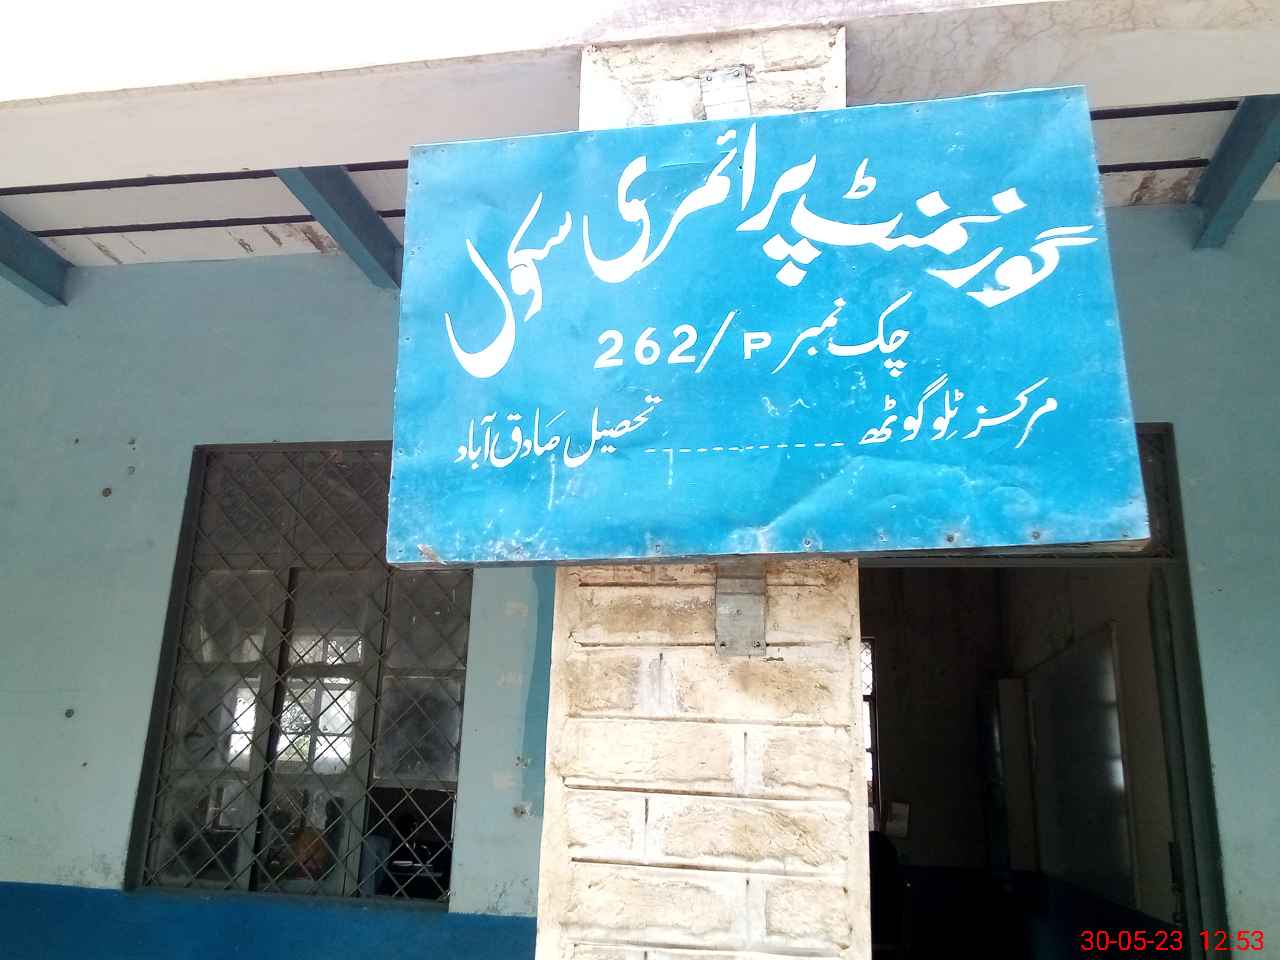 گورنمنٹ پرائمری سکول
چک نمبر 262/P
مرکز ٹلو گوٹھ ---------- تحصیل صادق آباد
30-05-23 12:53